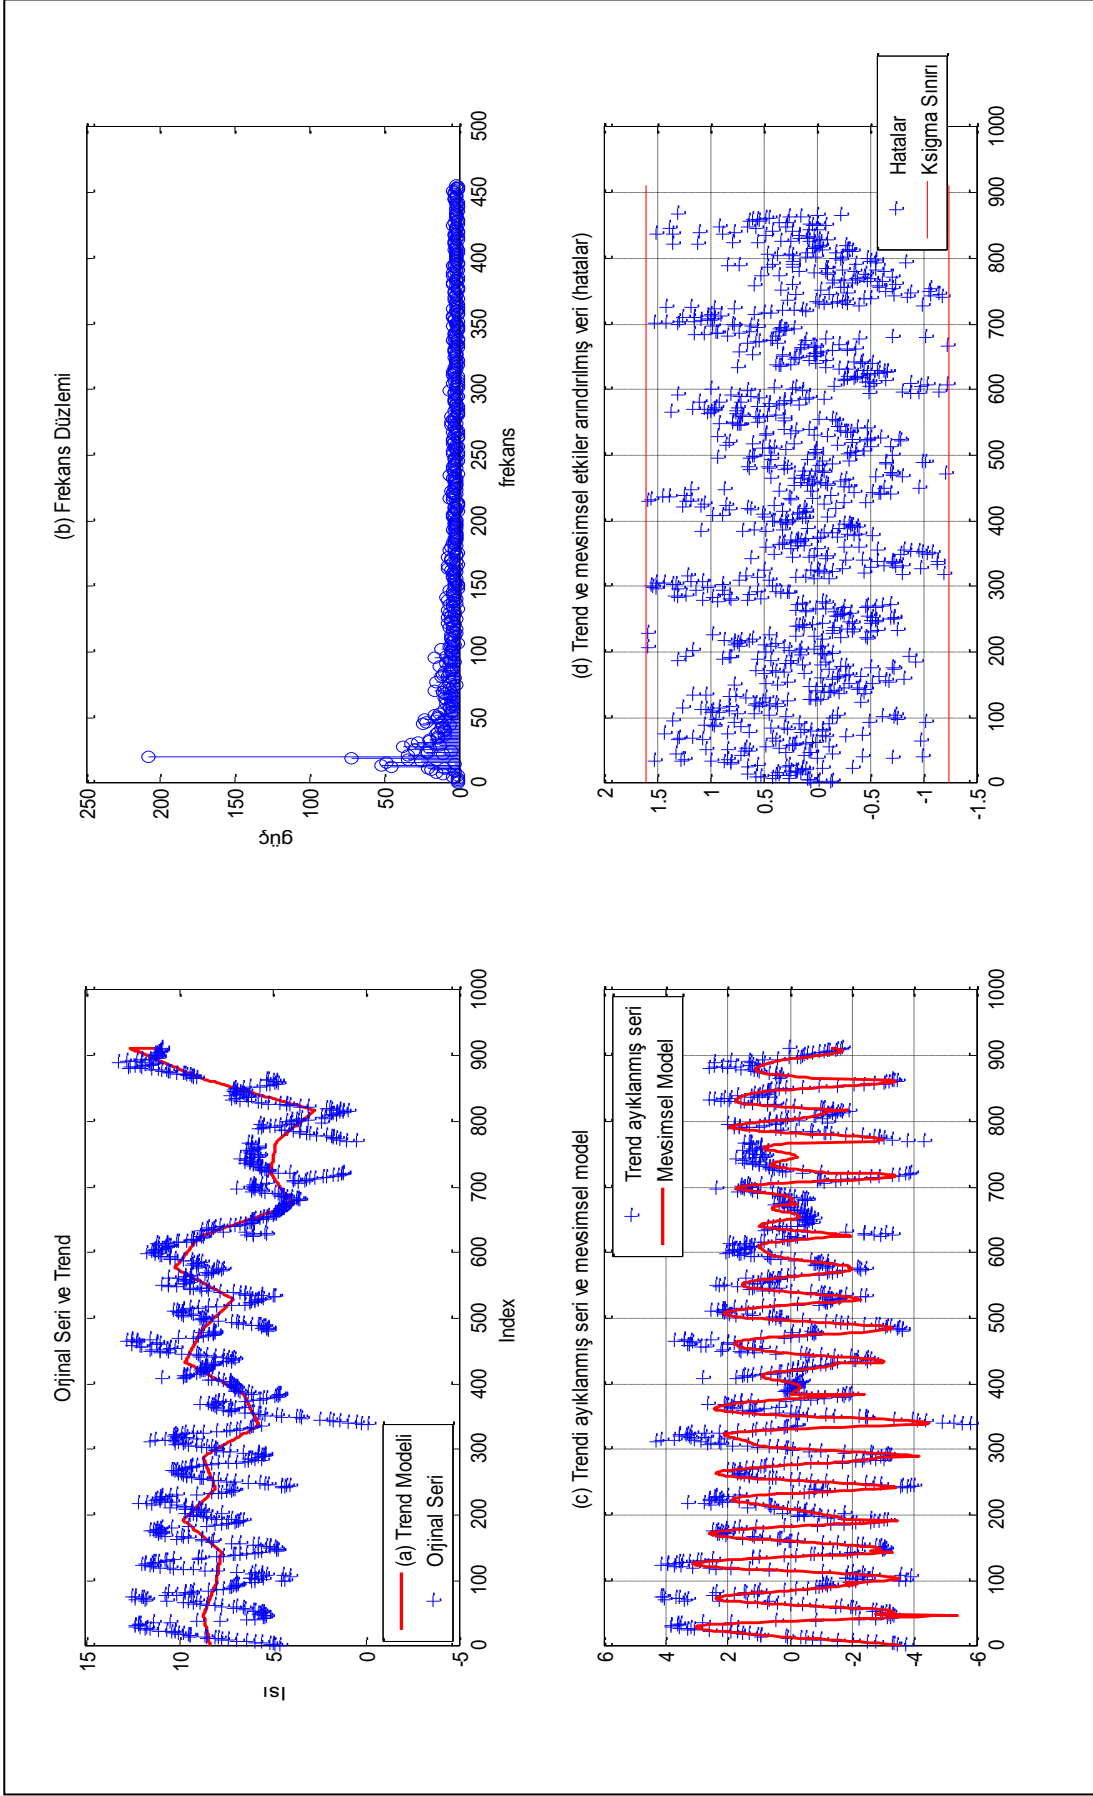 Orjinal Seri ve Trend
15
10
5
0
-5
Isı
0 100 200 300 400 500 600 700 800 900 1000
Index
(a) Trend Modeli
Orjinal Seri
(b) Frekans Düzlemi
250
200
150
100
50
0
güç
0 50 100 150 200 250 300 350 400 450 500
frekans
(c) Trendi ayıklanmış seri ve mevsimsel model
6
4
2
0
-2
-4
-6
0 100 200 300 400 500 600 700 800 900 1000
Trend ayıklanmış seri
Mevsimsel Model
(d) Trend ve mevsimsel etkiler arındırılmış veri (hatalar)
2
1.5
1
0.5
0
-0.5
-1
-1.5
0 100 200 300 400 500 600 700 800 900 1000
Hatalar
Ksigma Sınırı